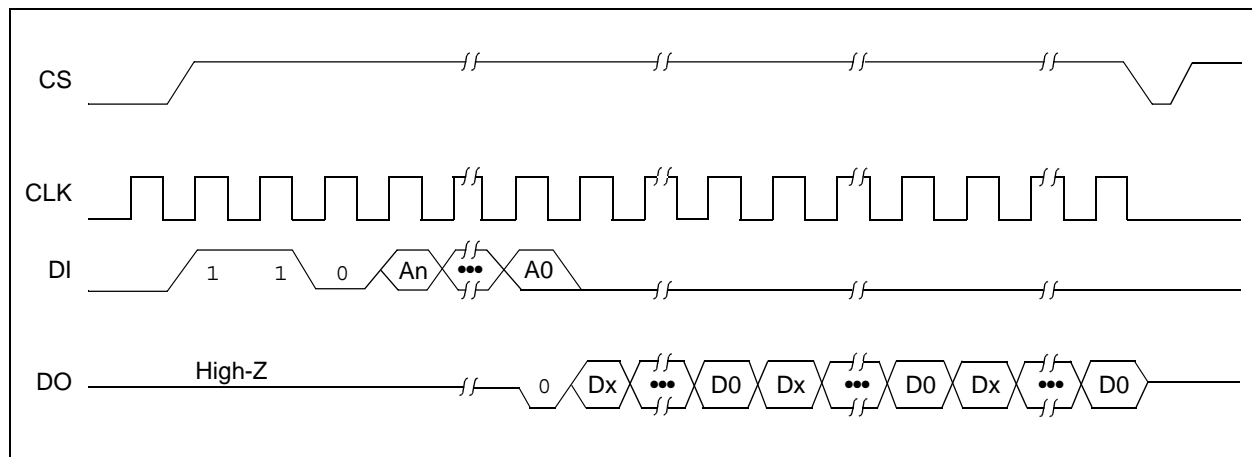 CS
CLK
DI 1 1 0 An ••• A0
High-Z
DO 0 Dx ••• D0 Dx ••• D0 Dx ••• D0